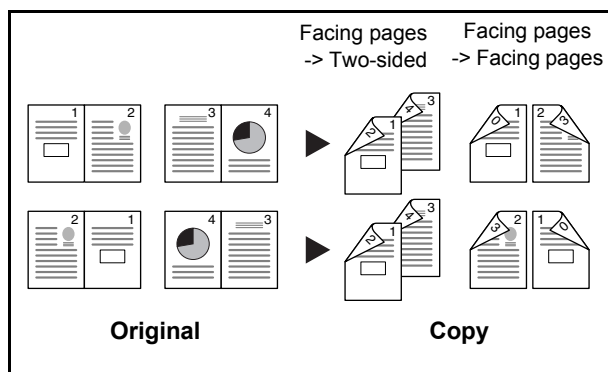 Facing pages
-> Two-sided
Facing pages
-> Facing pages
1 2 3 4 2 1 4 3 0 1 2 3
2 1 4 3 2 1 4 3 3 2 1 0
Original Copy